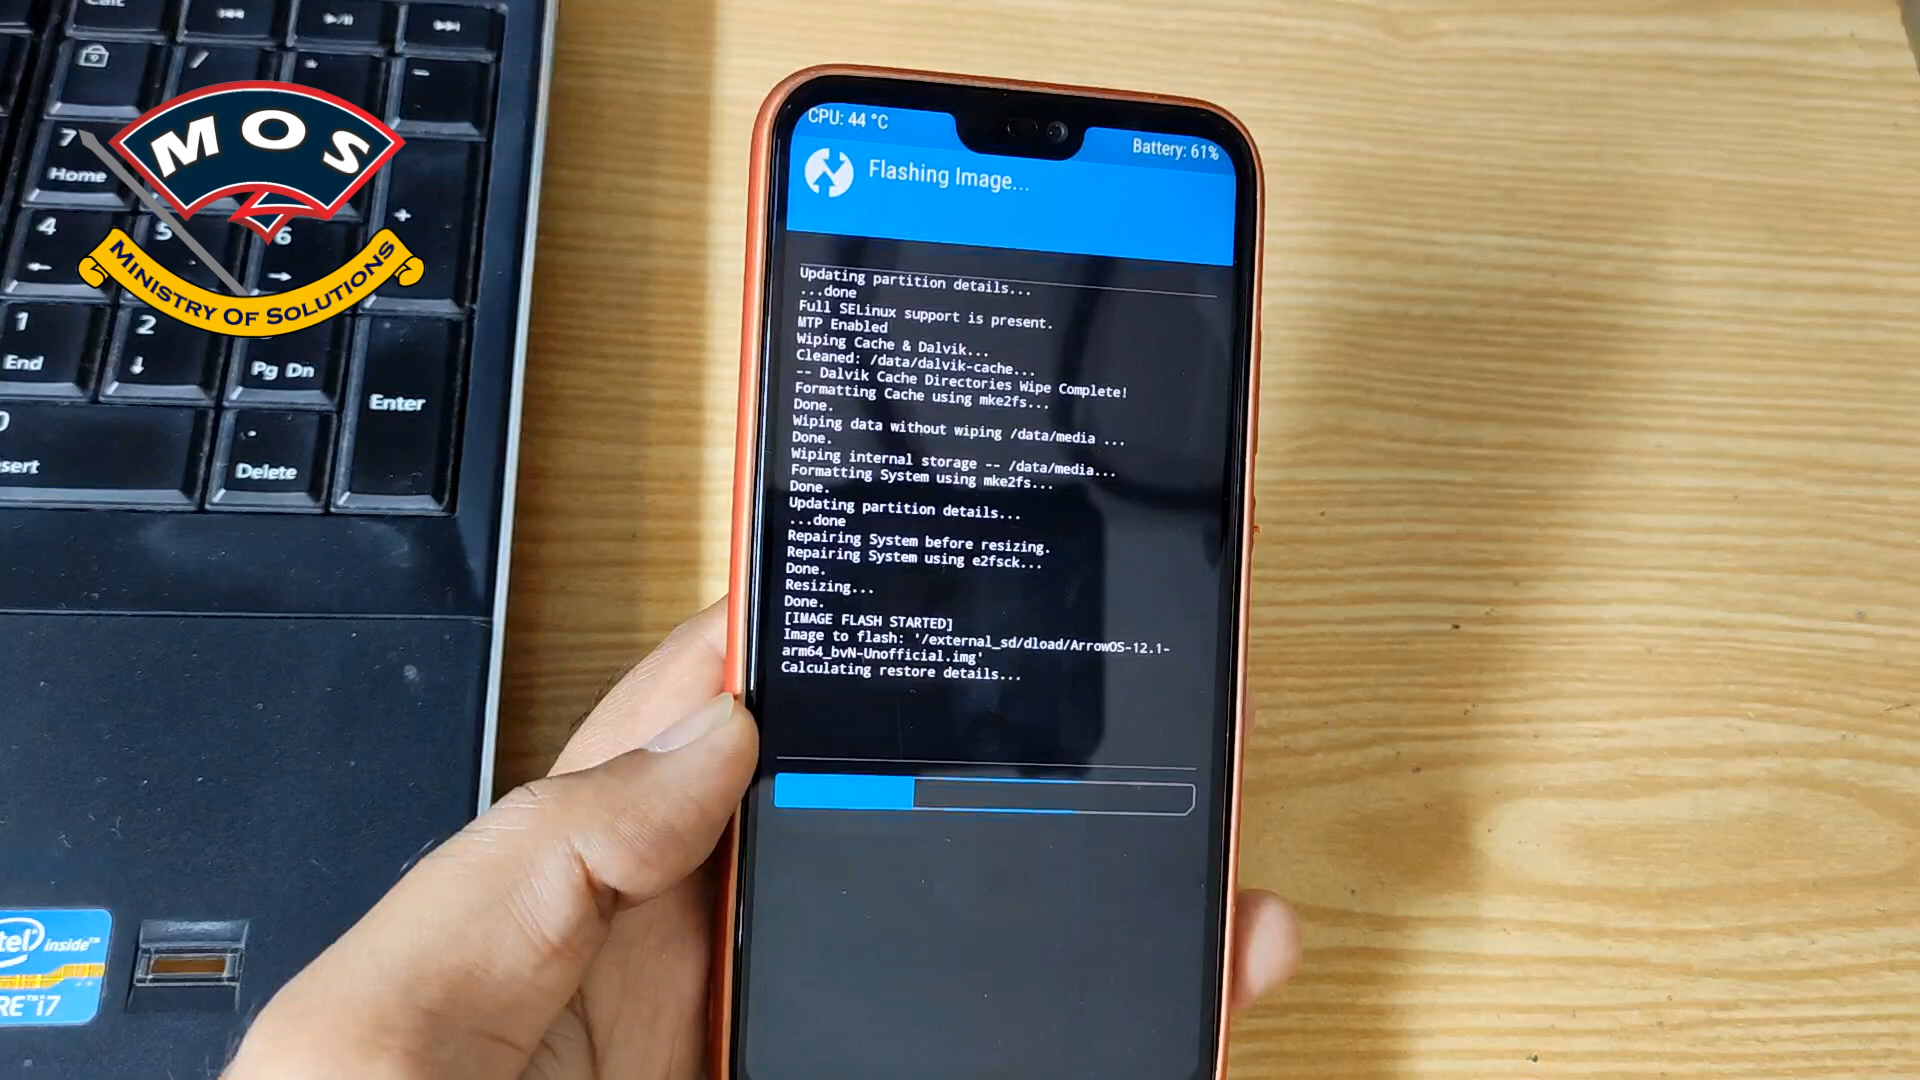 MOS
MINISTRY OF SOLUTIONS
7
Home
4
5
6
+
1
End
2
Pg Dn
Enter
Delete
inside™
i7
CPU: 44 °C
Battery: 61%
Flashing Image...
Updating partition details...
...done
Full SELinux support is present.
MTP Enabled
Wiping Cache & Dalvik...
Cleaned: /data/dalvik-cache...
-- Dalvik Cache Directories Wipe Complete!
Formatting Cache using mke2fs...
Done.
Wiping data without wiping /data/media ...
Done.
Wiping internal storage -- /data/media...
Formatting System using mke2fs...
Done.
Updating partition details...
...done
Repairing System before resizing.
Repairing System using e2fsck...
Done.
Resizing...
Done.
[IMAGE FLASH STARTED]
Image to flash: '/external_sd/dload/ArrowOS-12.1-
arm64_bvN-Unofficial.img'
Calculating restore details...